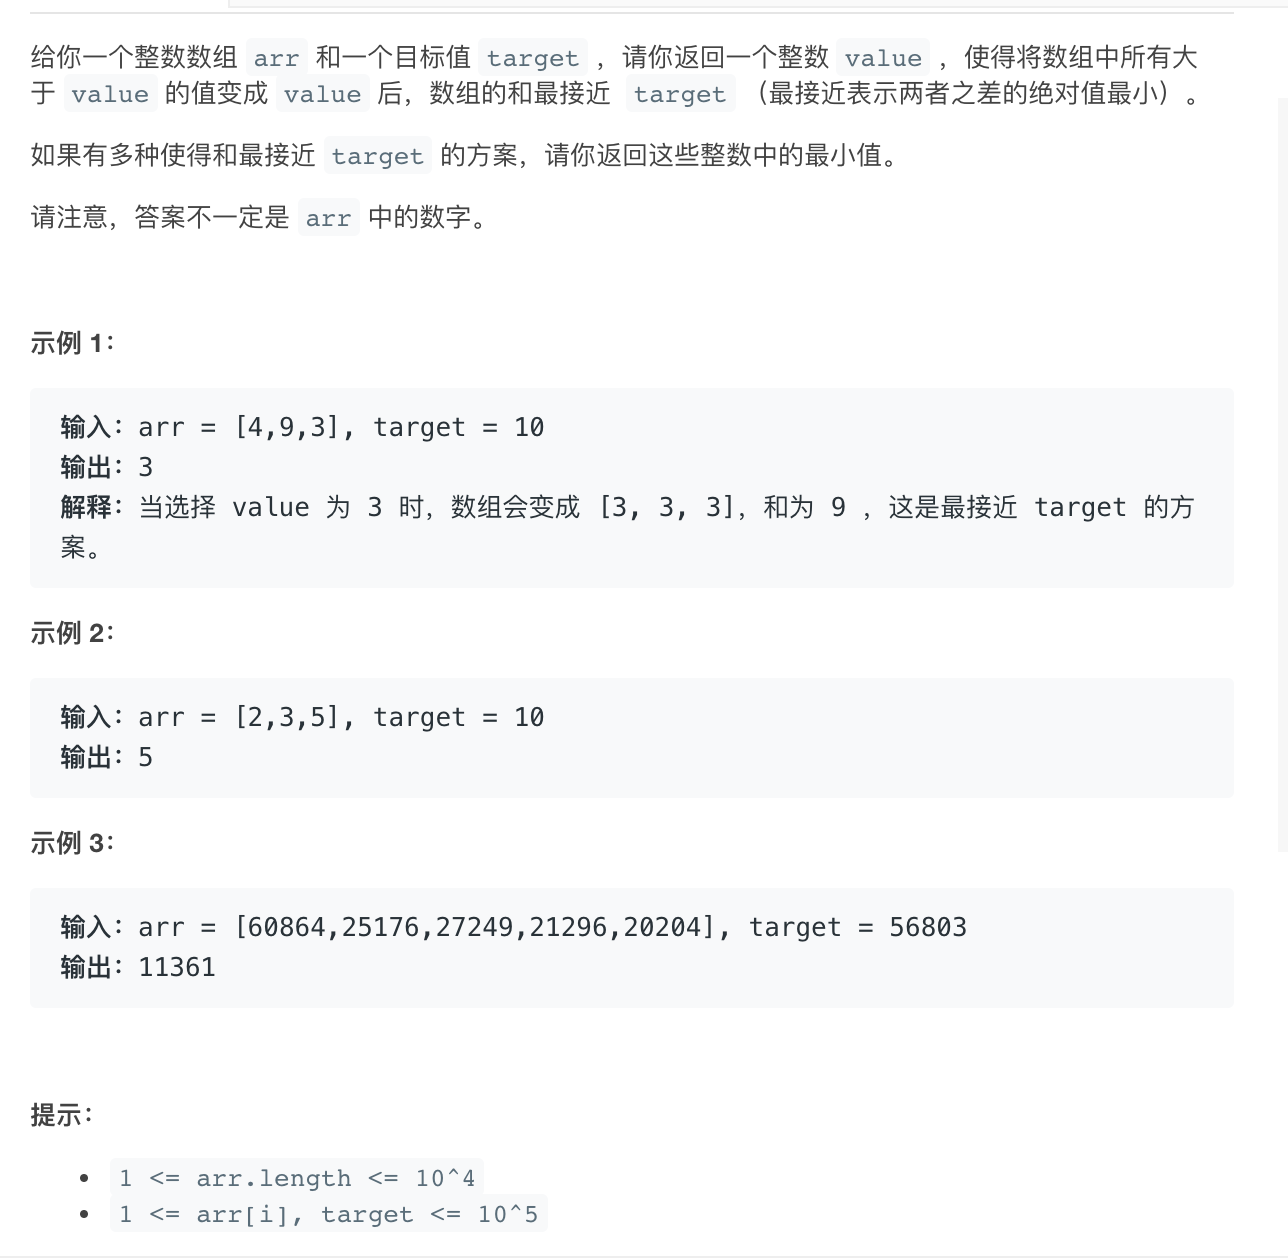 给你一个整数数组 arr 和一个目标值 target ，请你返回一个整数 value ，使得将数组中所有大
于 value 的值变成 value 后，数组的和最接近 target （最接近表示两者之差的绝对值最小）。
如果有多种使得和最接近 target 的方案，请你返回这些整数中的最小值。
请注意，答案不一定是 arr 中的数字。
示例 1：
输入：arr = [4,9,3], target = 10
输出：3
解释：当选择 value 为 3 时，数组会变成 [3, 3, 3]，和为 9 ，这是最接近 target 的方
案。
示例 2：
输入：arr = [2,3,5], target = 10
输出：5
示例 3：
输入：arr = [60864,25176,27249,21296,20204], target = 56803
输出：11361
提示：
• 1 <= arr.length <= 10^4
• 1 <= arr[i], target <= 10^5